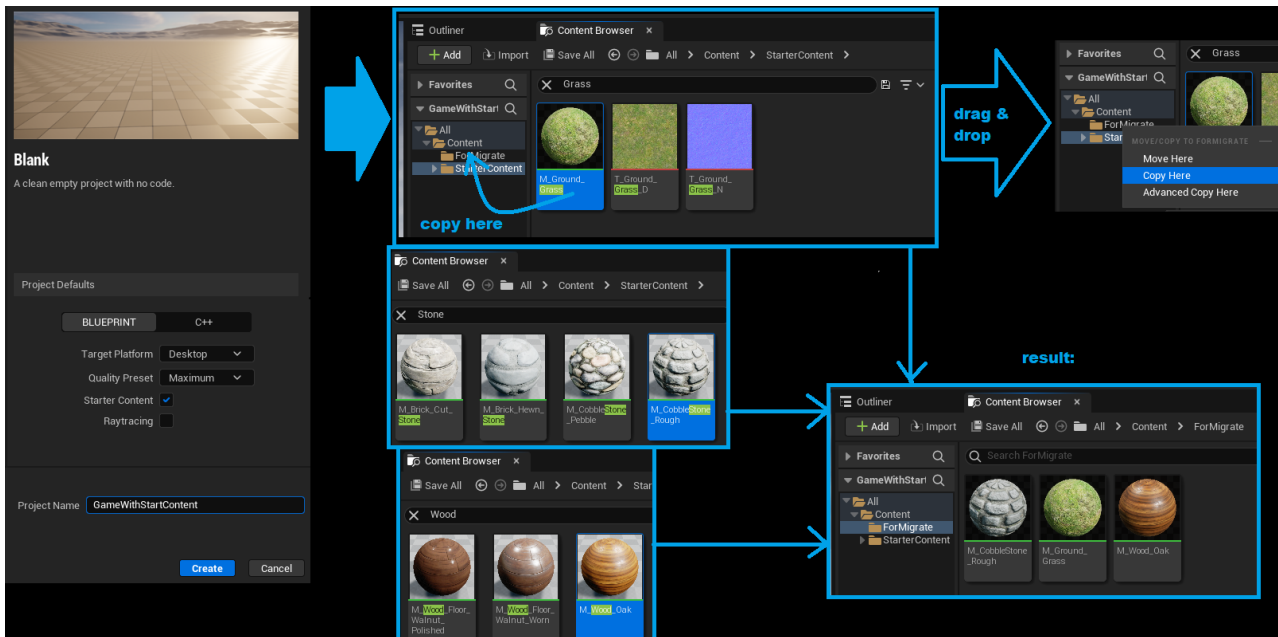 Blank
A clean empty project with no code.
Project Defaults
BLUEPRINT C++
Target Platform Desktop
Quality Preset Maximum
Starter Content
Raytracing
Project Name GameWithStartContent
Create Cancel
Outliner Content Browser ×
+ Add Import Save All All > Content > StarterContent >
Favorites Grass
GameWithStart
All
Content
ForMigrate
StarterContent
M_Ground_
Grass
T_Ground_
Grass_D
T_Ground_
Grass_N
copy here
drag &
drop
Favorites Grass
GameWithStart
All
Content
ForMigrate
Star
MOVE/COPY TO FORMIGRATE
Move Here
Copy Here
Advanced Copy Here
Content Browser ×
Save All All > Content > StarterContent >
Stone
M_Brick_Cut_
Stone
M_Brick_Hewn_
Stone
M_CobbleStone
_Pebble
M_CobbleStone
_Rough
Content Browser ×
Save All All > Content > Star
Wood
M_Wood_Floor_
Walnut_
Polished
M_Wood_Floor_
Walnut_Worn
M_Wood_Oak
result:
Outliner Content Browser ×
+ Add Import Save All All > Content > ForMigrate
Favorites Search ForMigrate
GameWithStart
All
Content
ForMigrate
StarterContent
M_CobbleStone
_Rough
M_Ground_
Grass
M_Wood_Oak